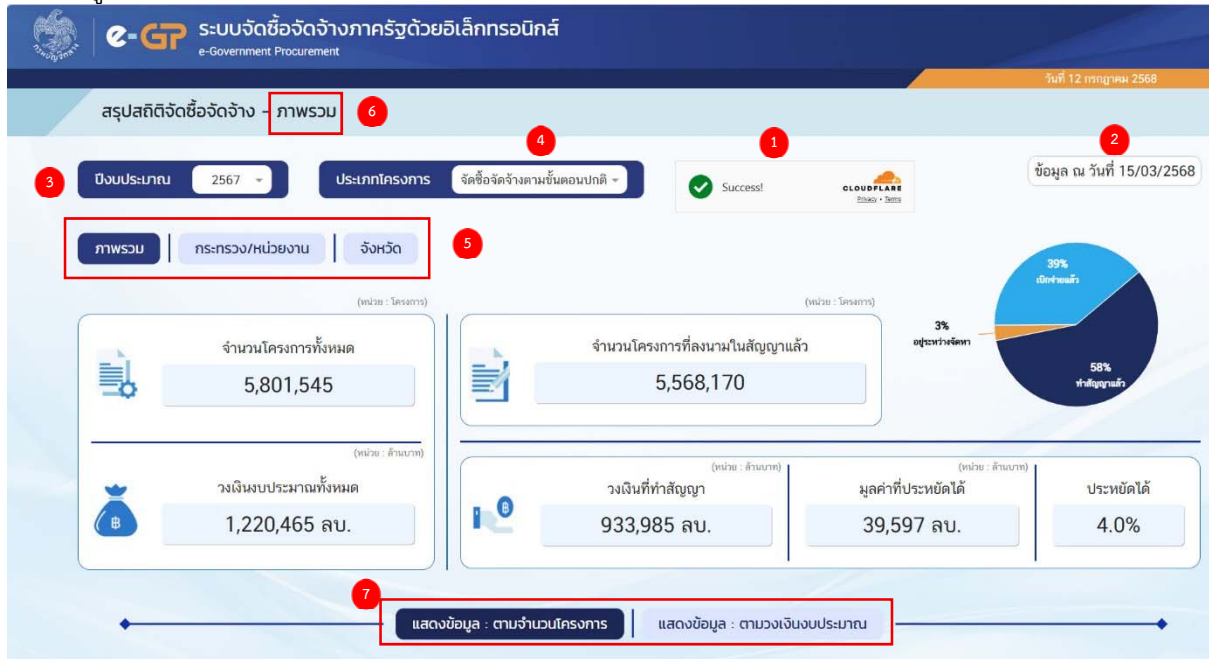 e-GP ระบบจัดซื้อจัดจ้างภาครัฐด้วยอิเล็กทรอนิกส์
e-Government Procurement
วันที่ 12 กรกฎาคม 2568
สรุปสถิติจัดซื้อจัดจ้าง - ภาพรวม 6
4 1 2
3 ปีงบประมาณ 2567 ประเภทโครงการ จัดซื้อจัดจ้างตามขั้นตอนปกติ Success! CLOUDFLARE ข้อมูล ณ วันที่ 15/03/2568
Privacy • Terms
ภาพรวม กระทรวง/หน่วยงาน จังหวัด 5
39%
เบิกจ่ายแล้ว
(หน่วย : โครงการ) (หน่วย : โครงการ)
3%
อยู่ระหว่างจัดหา
จำนวนโครงการทั้งหมด จำนวนโครงการที่ลงนามในสัญญาแล้ว
58%
ทำสัญญาแล้ว
5,801,545 5,568,170
(หน่วย : ล้านบาท) (หน่วย : ล้านบาท) (หน่วย : ล้านบาท)
วงเงินงบประมาณทั้งหมด วงเงินที่ทำสัญญา มูลค่าที่ประหยัดได้ ประหยัดได้
1,220,465 ลบ. 933,985 ลบ. 39,597 ลบ. 4.0%
7
แสดงข้อมูล : ตามจำนวนโครงการ แสดงข้อมูล : ตามวงเงินงบประมาณ